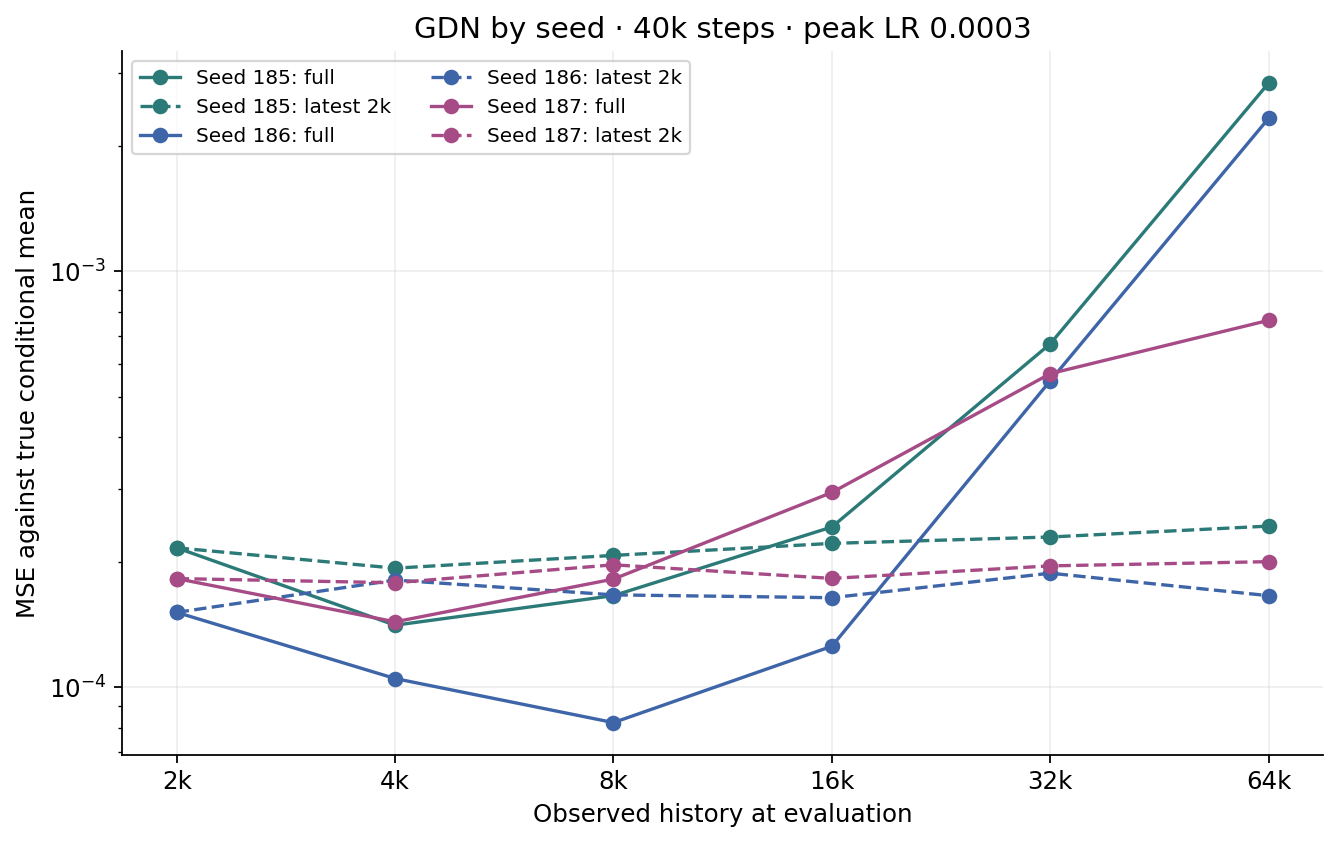 GDN by seed · 40k steps · peak LR 0.0003
Seed 185: full
Seed 185: latest 2k
Seed 186: full
Seed 186: latest 2k
Seed 187: full
Seed 187: latest 2k
MSE against true conditional mean
10⁻³
10⁻⁴
2k 4k 8k 16k 32k 64k
Observed history at evaluation